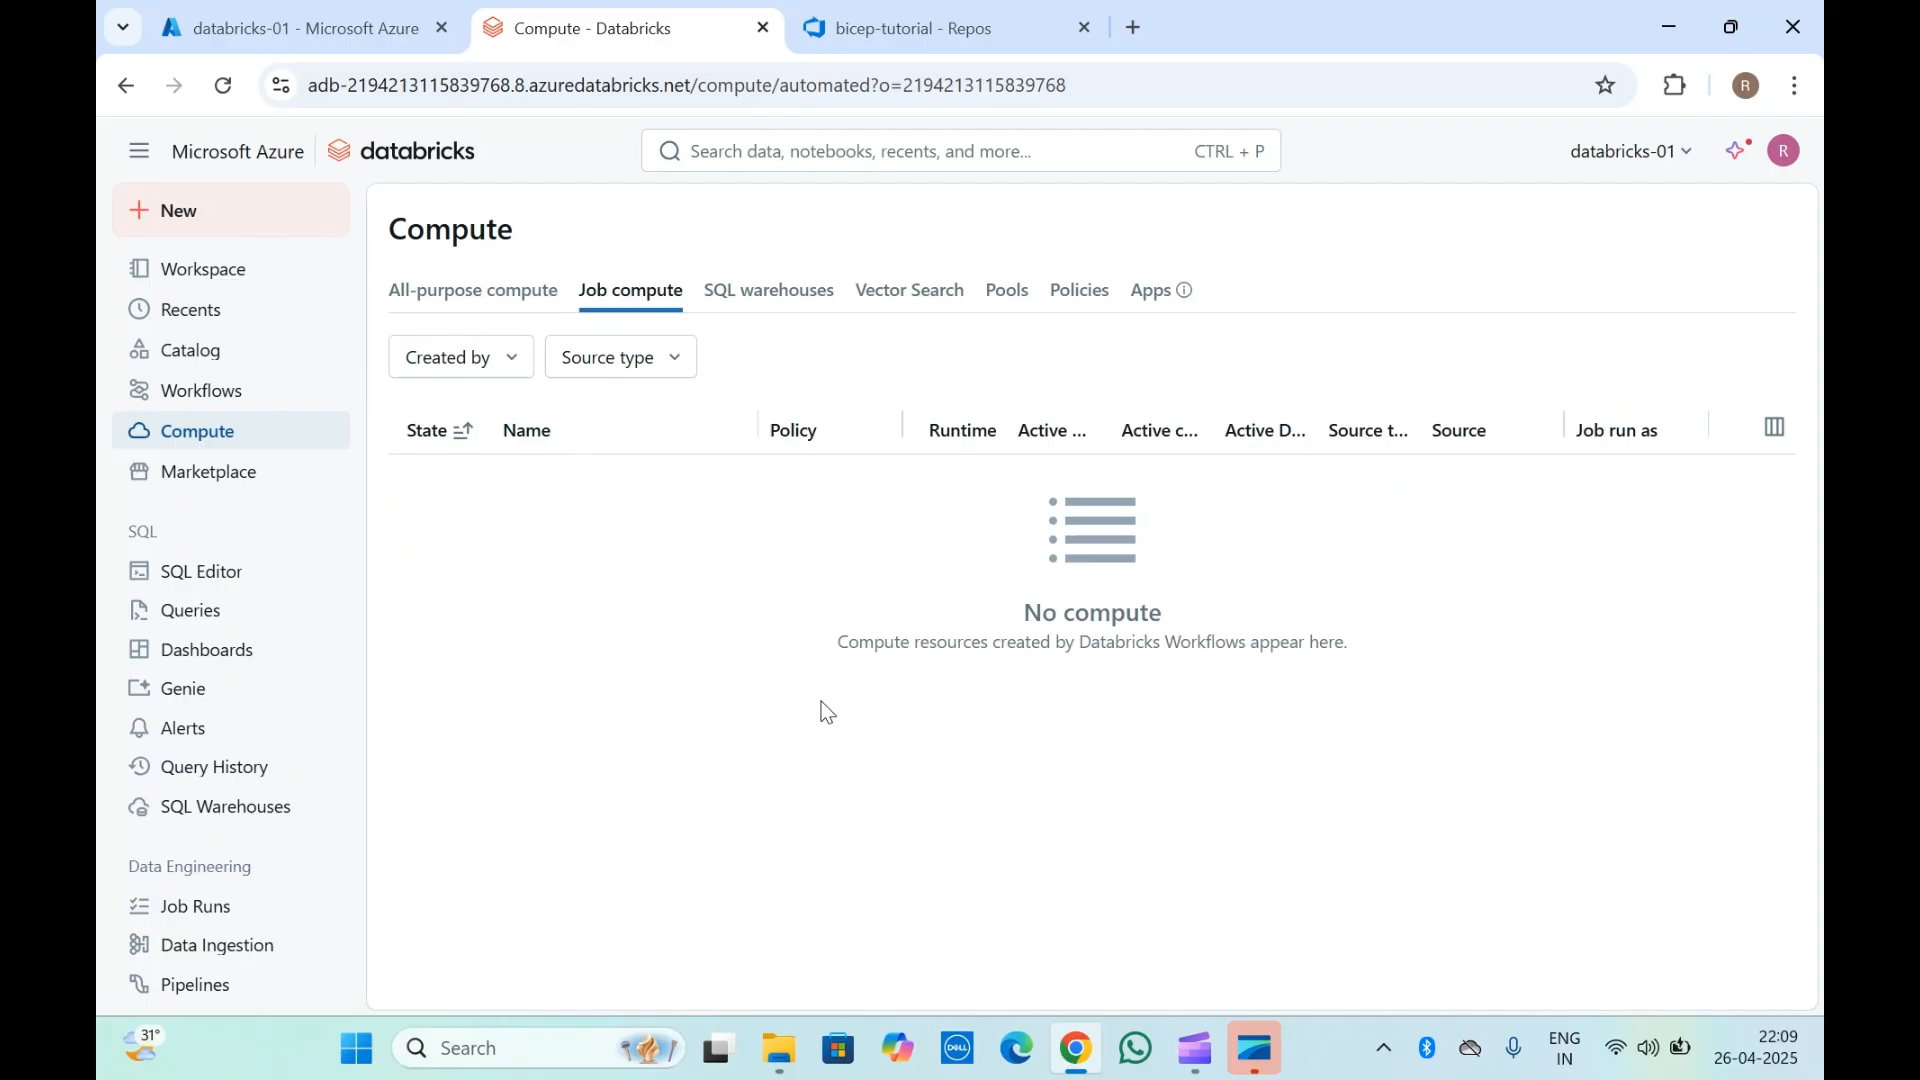 databricks-01 - Microsoft Azure
Compute - Databricks
bicep-tutorial - Repos
adb-2194213115839768.8.azuredatabricks.net/compute/automated?o=2194213115839768
R
Microsoft Azure
databricks
Search data, notebooks, recents, and more...
CTRL + P
databricks-01
R
New
Workspace
Recents
Catalog
Workflows
Compute
Marketplace
SQL
SQL Editor
Queries
Dashboards
Genie
Alerts
Query History
SQL Warehouses
Data Engineering
Job Runs
Data Ingestion
Pipelines
Compute
All-purpose compute
Job compute
SQL warehouses
Vector Search
Pools
Policies
Apps
Created by
Source type
State
Name
Policy
Runtime
Active ...
Active c...
Active D...
Source t...
Source
Job run as
No compute
Compute resources created by Databricks Workflows appear here.
31°
Search
DELL
ENG
IN
22:09
26-04-2025